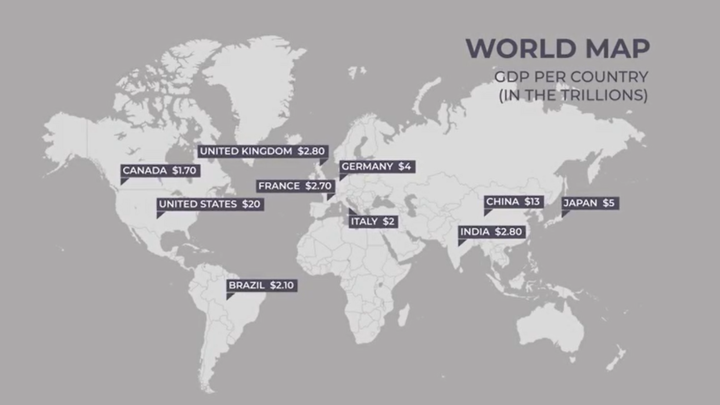 WORLD MAP
GDP PER COUNTRY
(IN THE TRILLIONS)
UNITED KINGDOM $2.80
GERMANY $4
CANADA $1.70
FRANCE $2.70
UNITED STATES $20
CHINA $13
JAPAN $5
ITALY $2
INDIA $2.80
BRAZIL $2.10